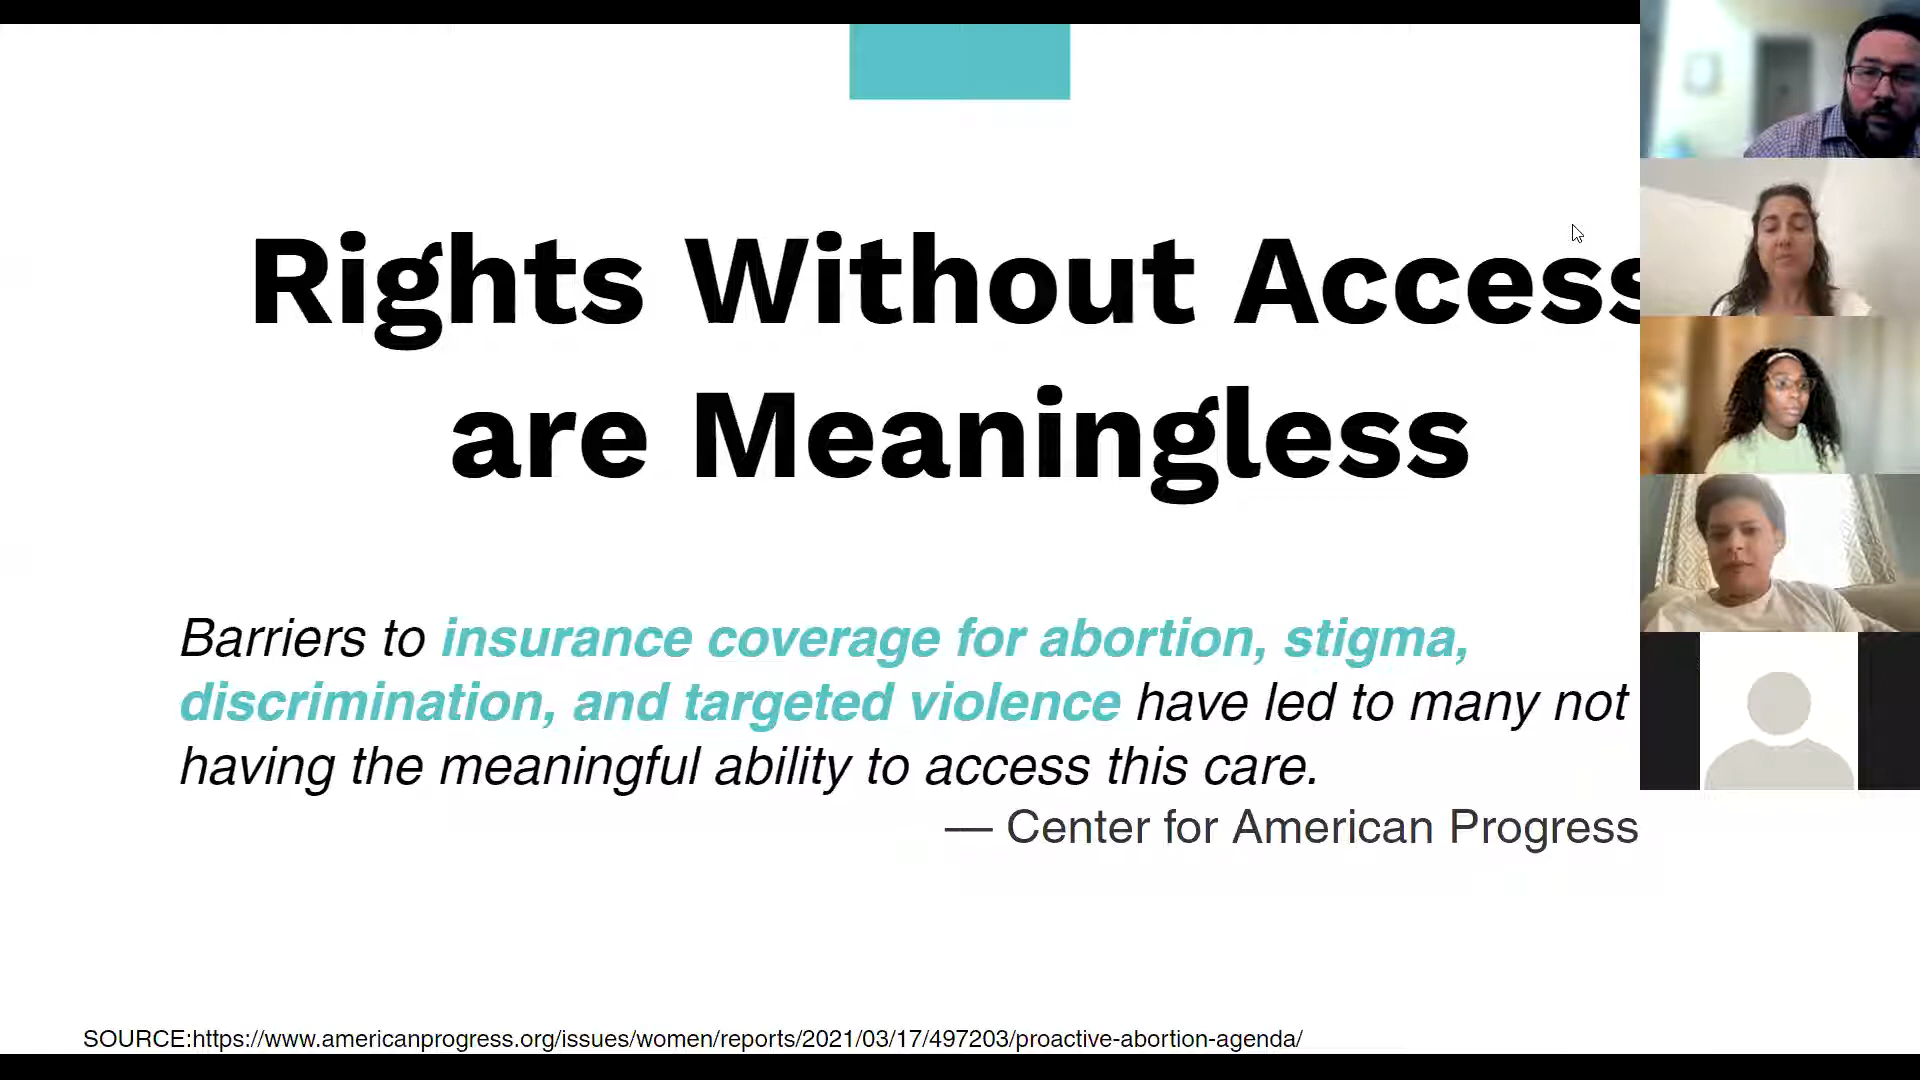 Rights Without Access
are Meaningless
Barriers to insurance coverage for abortion, stigma,
discrimination, and targeted violence have led to many not
having the meaningful ability to access this care.
— Center for American Progress
SOURCE:https://www.americanprogress.org/issues/women/reports/2021/03/17/497203/proactive-abortion-agenda/